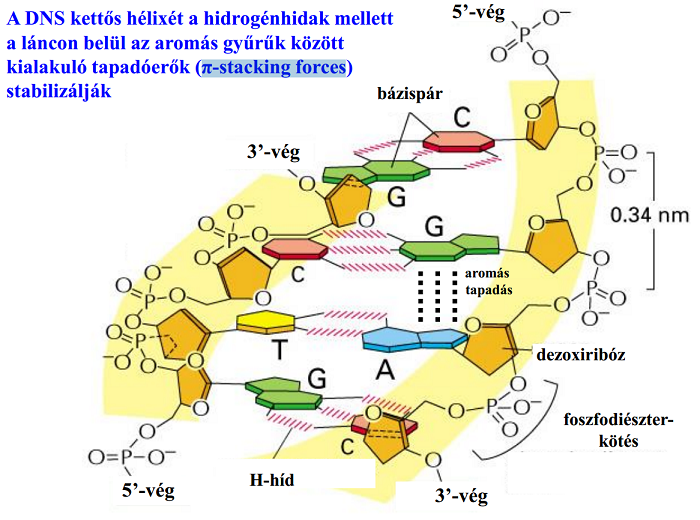 A DNS kettős hélixét a hidrogénhidak mellett
a láncon belül az aromás gyűrűk között
kialakuló tapadóerők (π-stacking forces)
stabilizálják
5’-vég
O⁻
O=P–O⁻
O
bázispár
C
O
O
3’-vég
O
G
O
P=O
O⁻
O
0.34 nm
O⁻
O=P–O
O
C
G
O
O
O
P=O
O⁻
aromás
tapadás
O⁻
O=P–O
O
T
A
O
O
dezoxiribóz
O
O=P–O⁻
O
G
O
O
O
P–O⁻
O
foszfodiészter-
kötés
O
O
O=P–O⁻
O⁻
C
O
O
H-híd
5’-vég
3’-vég